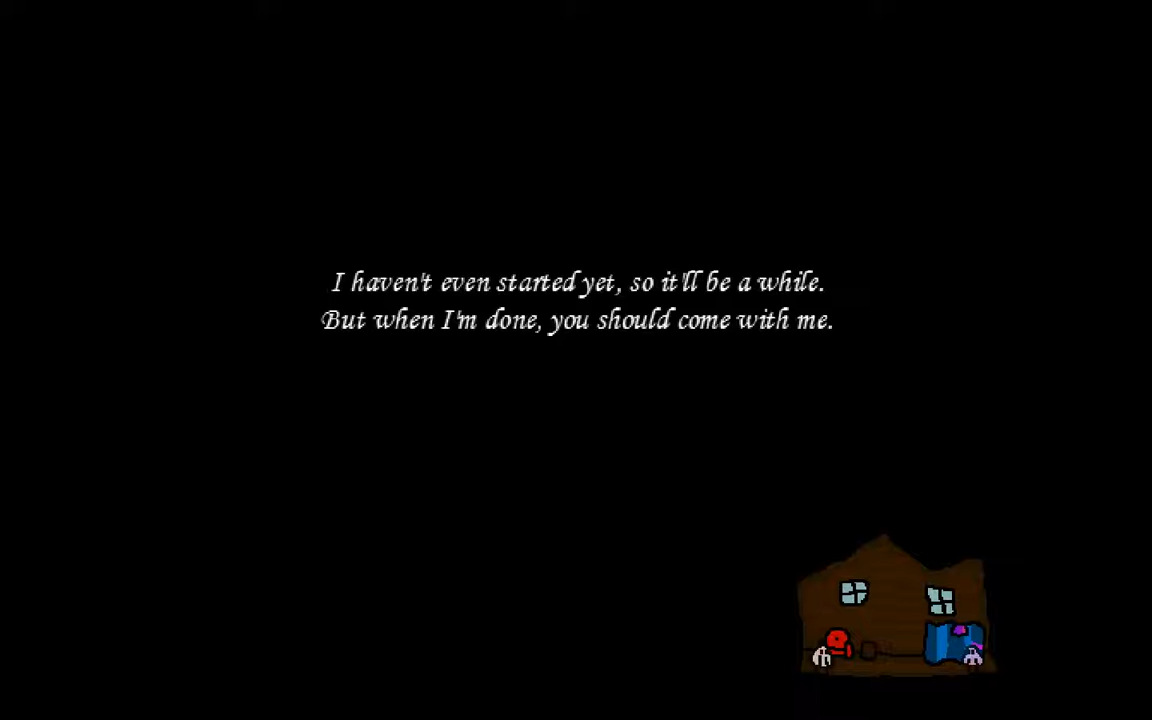 I haven't even started yet, so it'll be a while.
But when I'm done, you should come with me.